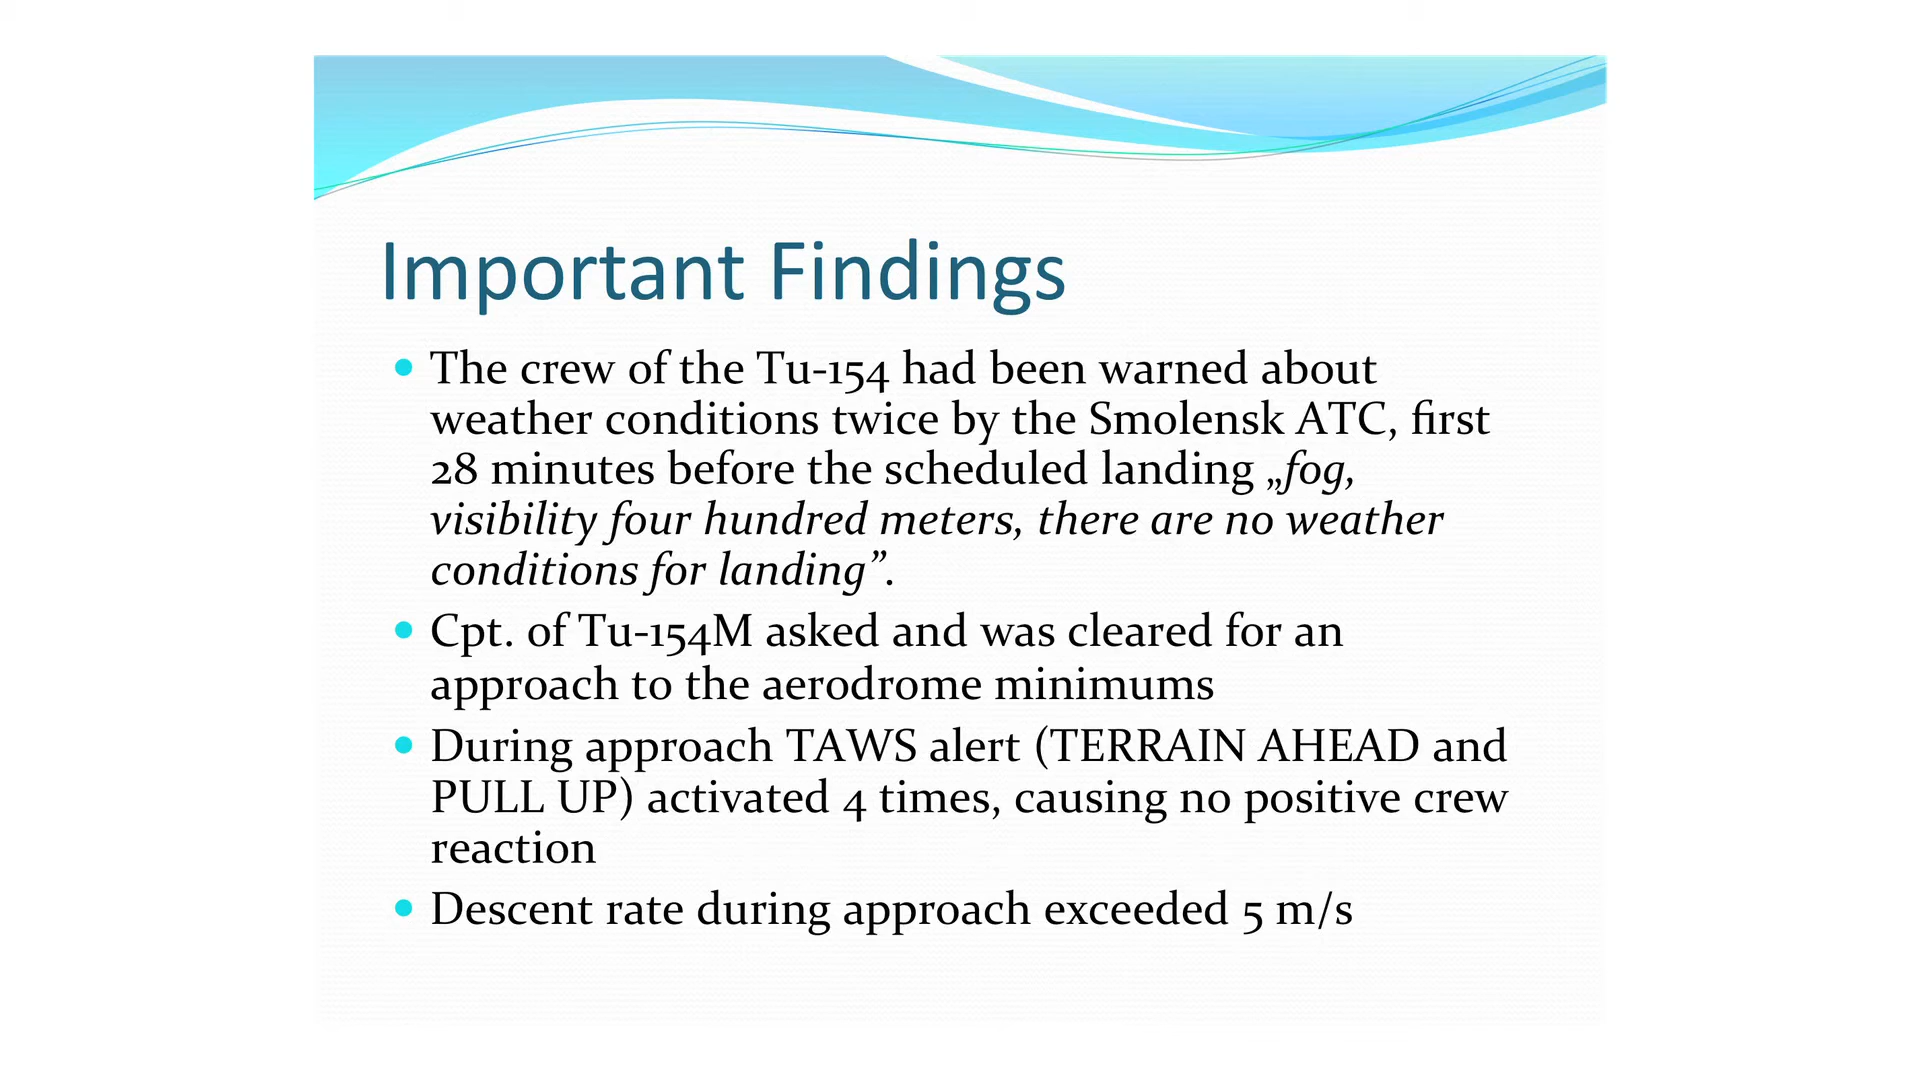 Important Findings
The crew of the Tu-154 had been warned about
weather conditions twice by the Smolensk ATC, first
28 minutes before the scheduled landing „fog,
visibility four hundred meters, there are no weather
conditions for landing”.
Cpt. of Tu-154M asked and was cleared for an
approach to the aerodrome minimums
During approach TAWS alert (TERRAIN AHEAD and
PULL UP) activated 4 times, causing no positive crew
reaction
Descent rate during approach exceeded 5 m/s